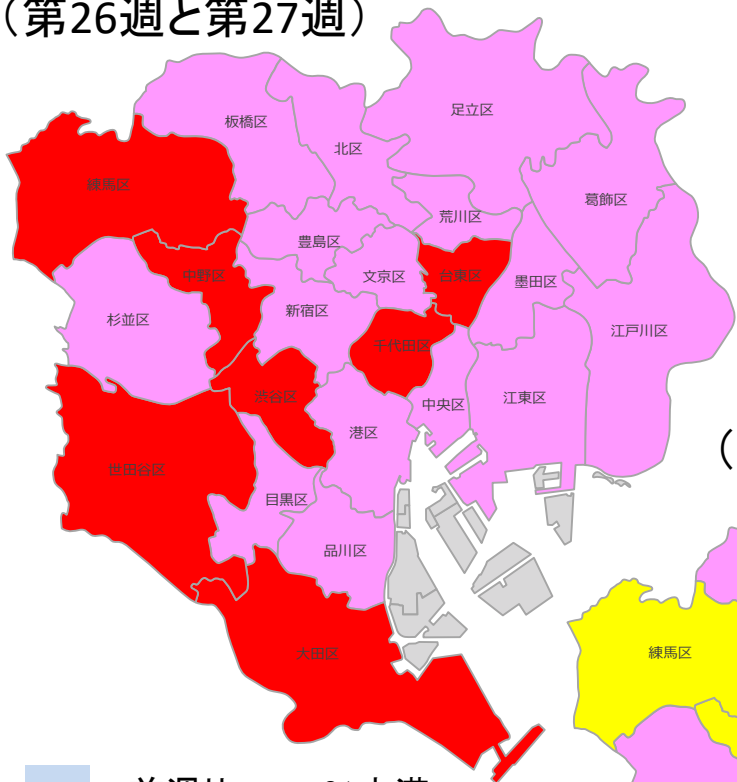 （第26週と第27週）
足立区
板橋区
北区
練馬区
葛飾区
荒川区
豊島区
中野区
文京区
台東区
墨田区
新宿区
杉並区
江戸川区
千代田区
渋谷区
中央区
江東区
港区
世田谷区
（
目黒区
品川区
大田区
練馬区